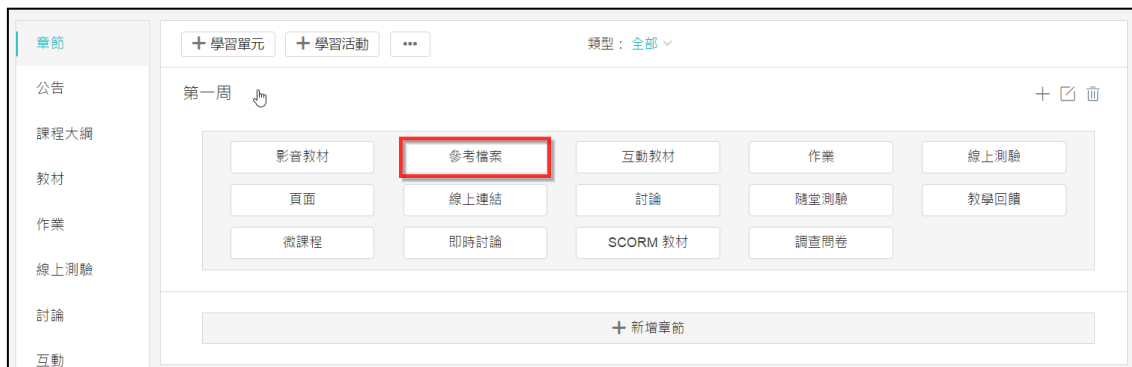 章節
公告
課程大綱
教材
作業
線上測驗
討論
互動
+ 學習單元 + 學習活動 ••• 類型： 全部
第一周
影音教材 參考檔案 互動教材 作業 線上測驗
頁面 線上連結 討論 隨堂測驗 教學回饋
微課程 即時討論 SCORM 教材 調查問卷
+ 新增章節